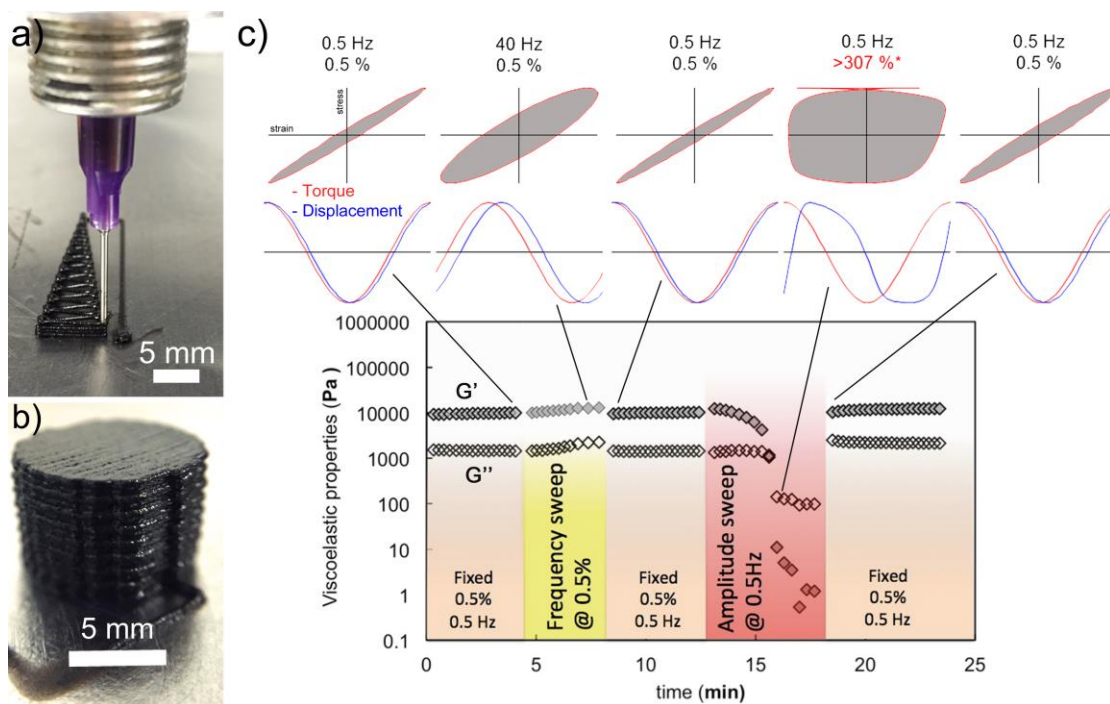 a)
5 mm
b)
5 mm
c)
0.5 Hz
0.5 %
40 Hz
0.5 %
0.5 Hz
0.5 %
0.5 Hz
>307 %*
0.5 Hz
0.5 %
stress
strain
- Torque
- Displacement
Viscoelastic properties (Pa)
1000000
100000
10000
1000
100
10
1
0.1
G’
G’’
Fixed
0.5%
0.5 Hz
Frequency sweep
@ 0.5%
Fixed
0.5%
0.5 Hz
Amplitude sweep
@ 0.5Hz
Fixed
0.5%
0.5 Hz
0 5 10 15 20 25
time (min)